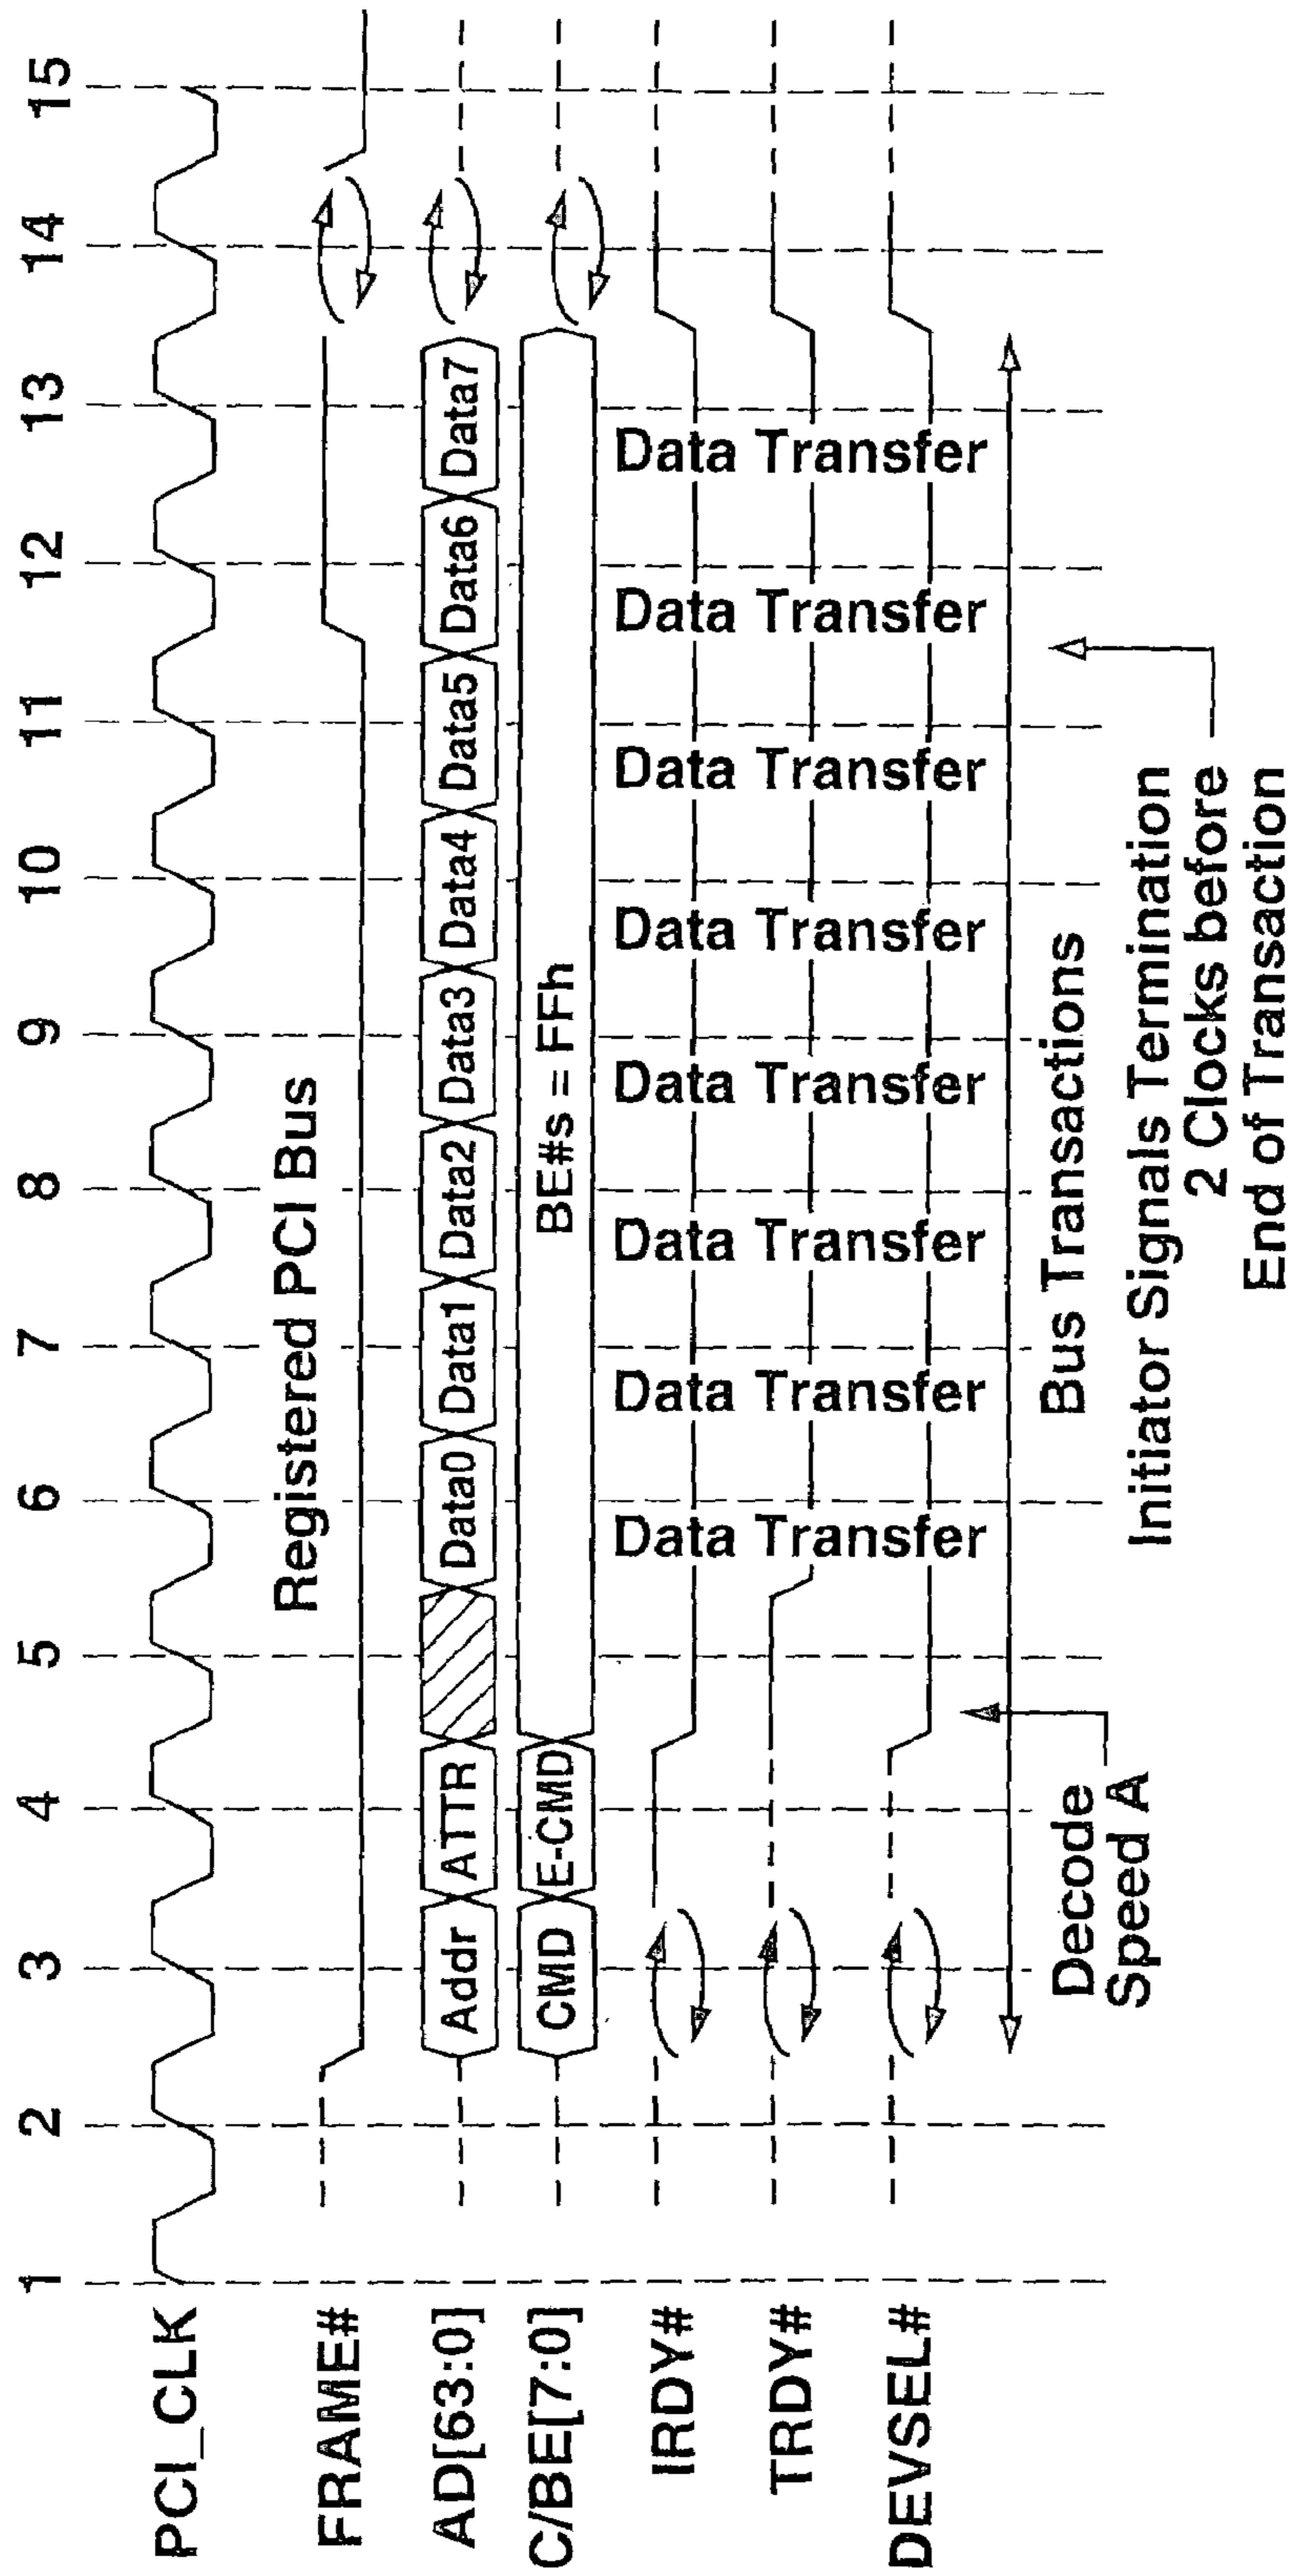 1 2 3 4 5 6 7 8 9 10 11 12 13 14 15
PCI_CLK
Registered PCI Bus
FRAME#
AD[63:0] Addr ATTR Data0 Data1 Data2 Data3 Data4 Data5 Data6 Data7
C/BE[7:0] CMD E-CMD BE#s = FFh
IRDY#
TRDY#
DEVSEL#
Data Transfer
Data Transfer
Data Transfer
Data Transfer
Data Transfer
Data Transfer
Data Transfer
Data Transfer
Decode
Speed A
Bus Transactions
Initiator Signals Termination
2 Clocks before
End of Transaction